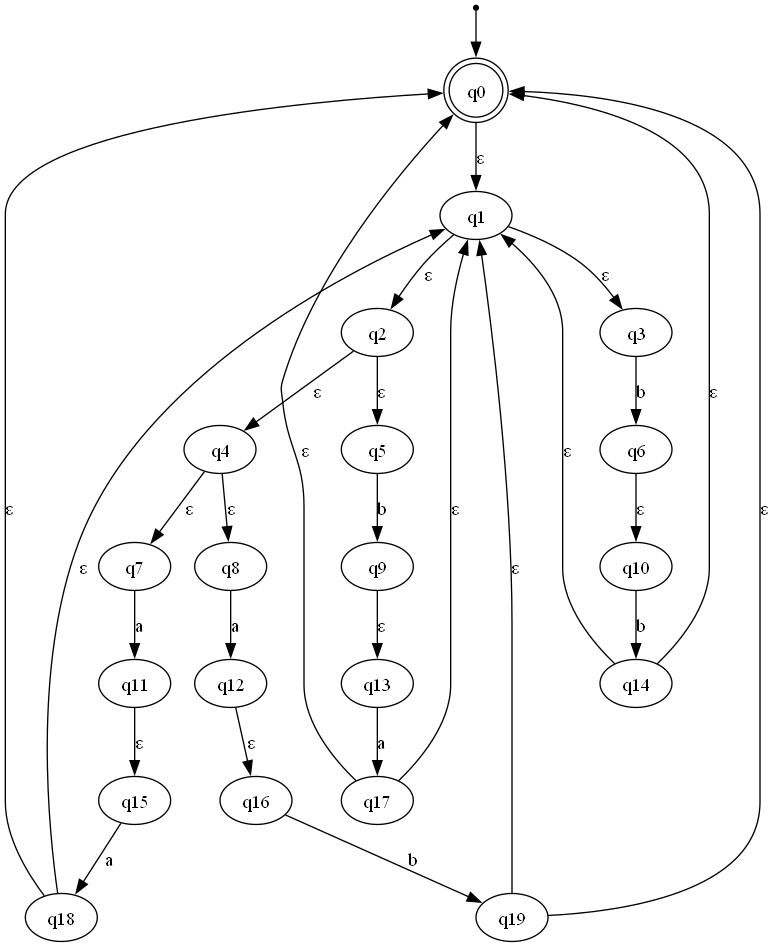 q0
ε
q1
ε ε
q2 q3
ε ε b
q4 q5 q6
ε ε ε ε b ε ε ε
ε ε
q7 q8 q9 q10
ε a a ε ε ε b
q11 q12 q13 q14
ε ε a
q15 q16 q17
a b
q18 q19